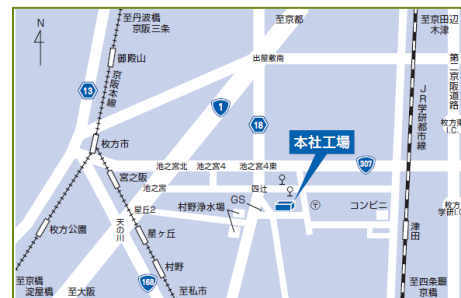 至丹波橋
京阪三条
至京都
至京田辺
木津
N
御殿山
出屋敷南
第二京阪道路
京阪本線
13
1
JR学研都市線
18
本社工場
枚方市
池之宮北
池之宮4
池之宮4東
307
宮之阪
池之宮
四辻
星丘2
村野浄水場
GS
〒
コンビニ
枚方公園
天の川
星ヶ丘
津田
枚方
学研I.C
村野
168
至京橋
淀屋橋
至大阪
至私市
至四条畷
京橋